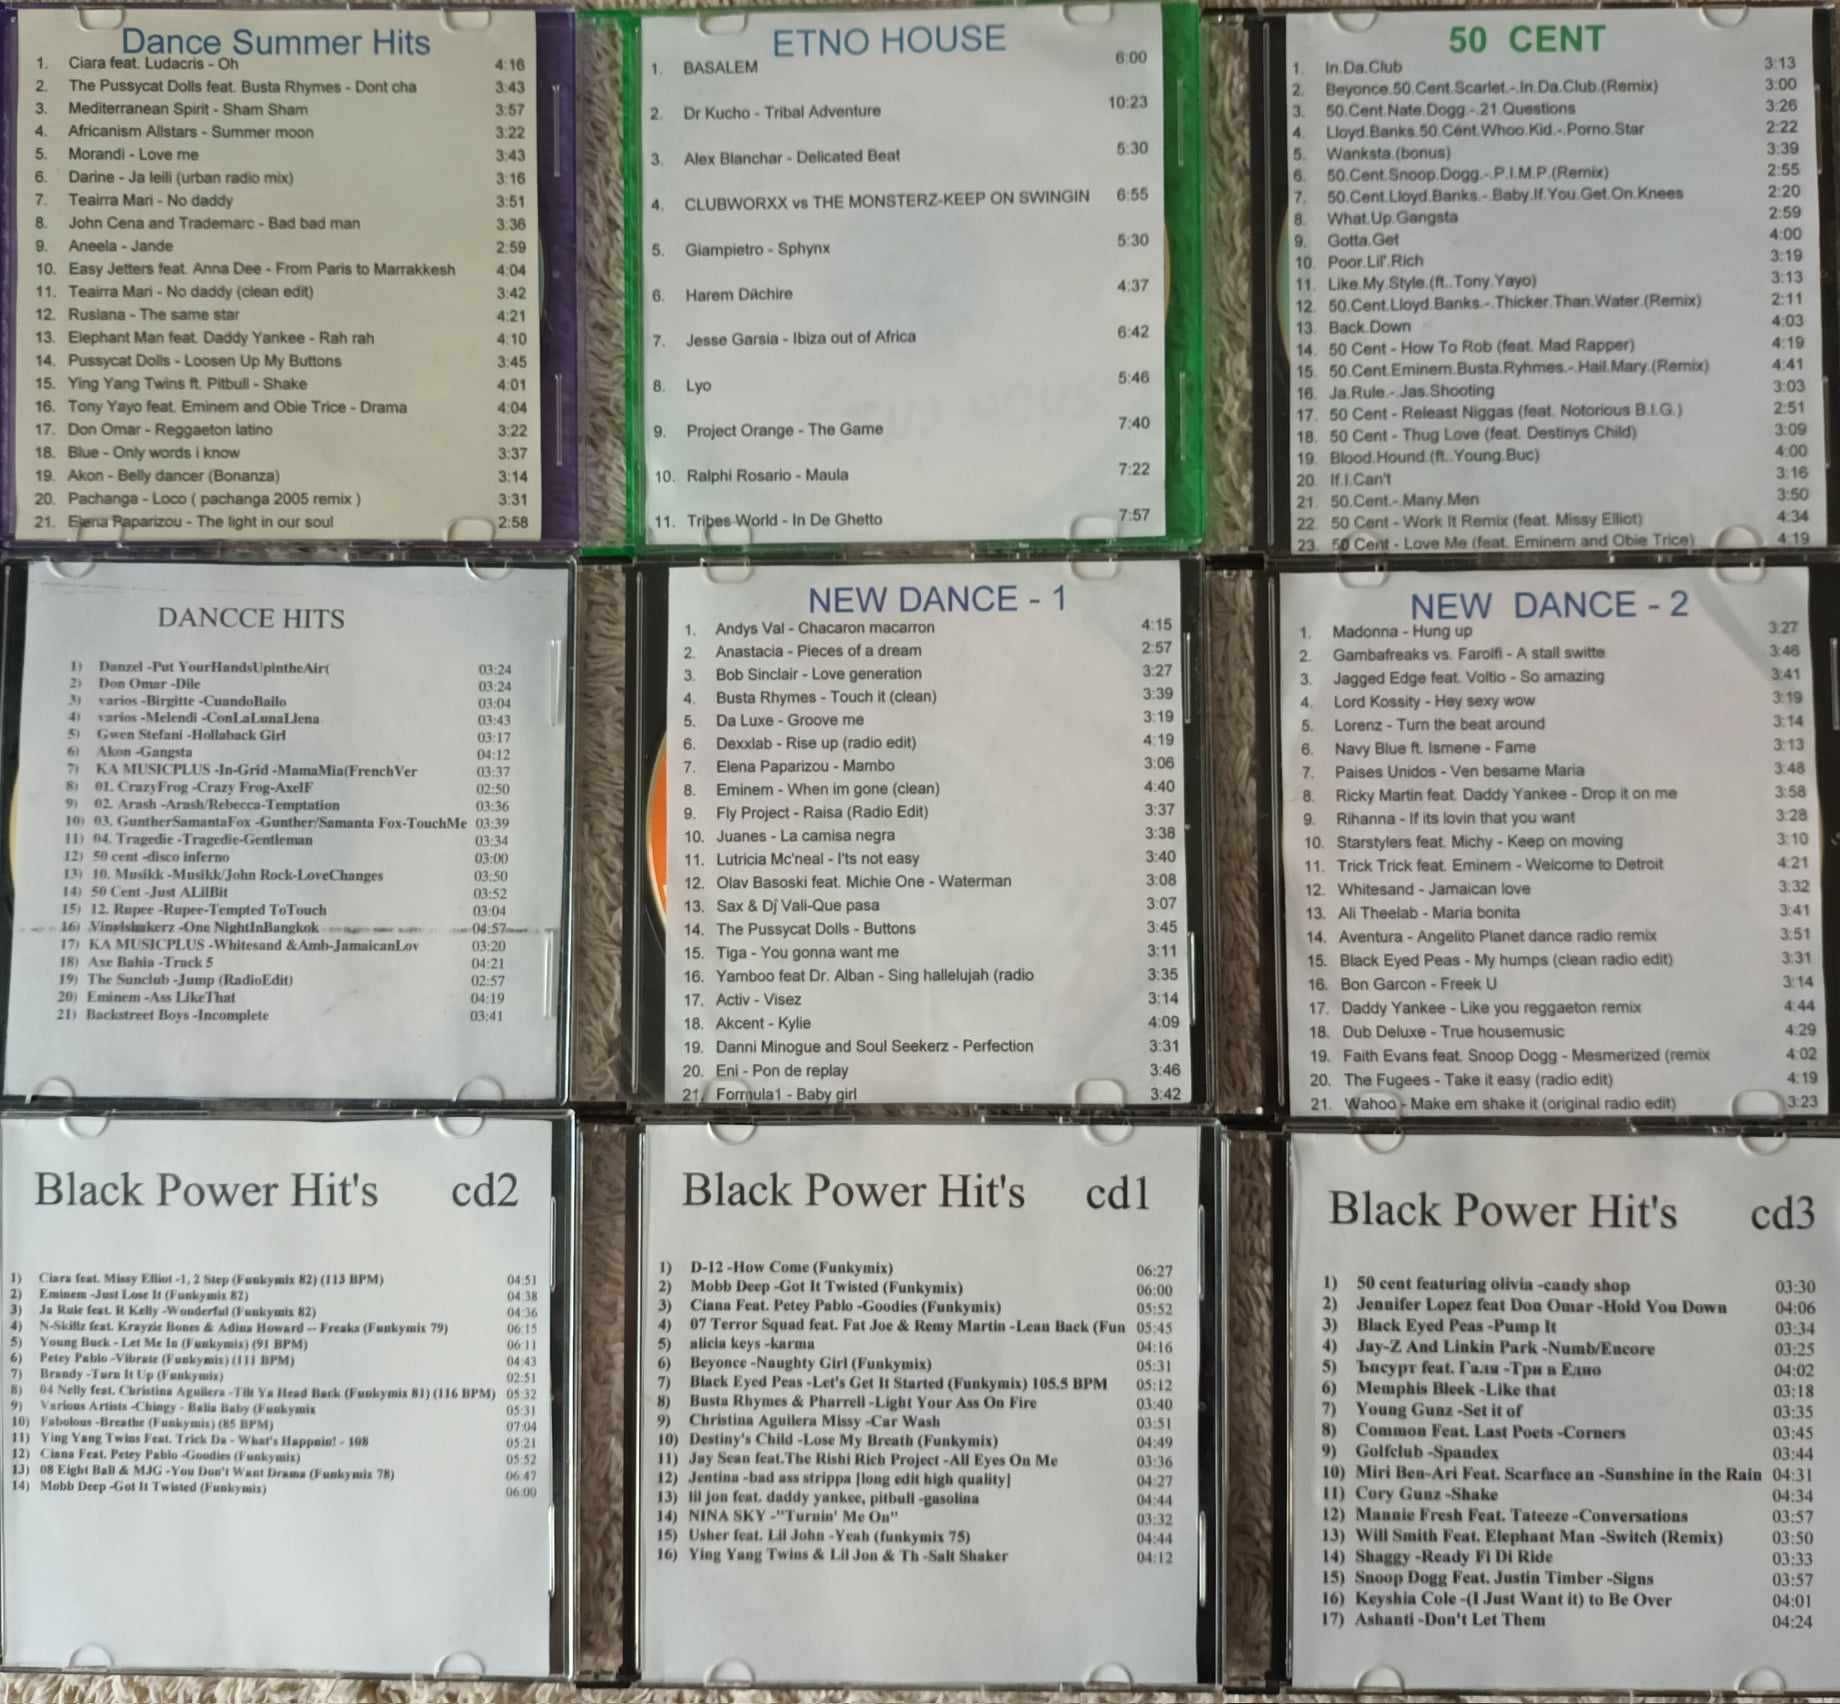 Dance Summer Hits
1. Ciara feat. Ludacris - Oh 4:16
2. The Pussycat Dolls feat. Busta Rhymes - Dont cha 3:43
3. Mediterranean Spirit - Sham Sham 3:57
4. Africanism Allstars - Summer moon 3:22
5. Morandi - Love me 3:43
6. Darine - Ja leili (urban radio mix) 3:16
7. Teairra Mari - No daddy 3:51
8. John Cena and Trademarc - Bad bad man 3:36
9. Aneela - Jande 2:59
10. Easy Jetters feat. Anna Dee - From Paris to Marrakkesh 4:04
11. Teairra Mari - No daddy (clean edit) 3:42
12. Ruslana - The same star 4:21
13. Elephant Man feat. Daddy Yankee - Rah rah 4:10
14. Pussycat Dolls - Loosen Up My Buttons 3:45
15. Ying Yang Twins ft. Pitbull - Shake 4:01
16. Tony Yayo feat. Eminem and Obie Trice - Drama 4:04
17. Don Omar - Reggaeton latino 3:22
18. Blue - Only words i know 3:37
19. Akon - Belly dancer (Bonanza) 3:14
20. Pachanga - Loco ( pachanga 2005 remix ) 3:31
21. Elena Paparizou - The light in our soul 2:58
ETNO HOUSE
1. BASALEM 6:00
2. Dr Kucho - Tribal Adventure 10:23
3. Alex Blanchar - Delicated Beat 5:30
4. CLUBWORXX vs THE MONSTERZ-KEEP ON SWINGIN 6:55
5. Giampietro - Sphynx 5:30
6. Harem Dächire 4:37
7. Jesse Garsia - Ibiza out of Africa 6:42
8. Lyo 5:46
9. Project Orange - The Game 7:40
10. Ralphi Rosario - Maula 7:22
11. Tribes World - In De Ghetto 7:57
50 CENT
1. In.Da.Club 3:13
2. Beyonce.50.Cent.Scarlet.-.In.Da.Club.(Remix) 3:00
3. 50.Cent.Nate.Dogg.-.21.Questions 3:26
4. Lloyd.Banks.50.Cent.Whoo.Kid.-.Porno.Star 2:22
5. Wanksta.(bonus) 3:39
6. 50.Cent.Snoop.Dogg.-.P.I.M.P.(Remix) 2:55
7. 50.Cent.Lloyd.Banks.-.Baby.If.You.Get.On.Knees 2:20
8. What.Up.Gangsta 2:59
9. Gotta.Get 4:00
10. Poor.Lil'.Rich 3:19
11. Like.My.Style.(ft..Tony.Yayo) 3:13
12. 50.Cent.Lloyd.Banks.-.Thicker.Than.Water.(Remix) 2:11
13. Back.Down 4:03
14. 50 Cent - How To Rob (feat. Mad Rapper) 4:19
15. 50.Cent.Eminem.Busta.Ryhmes.-.Hail.Mary.(Remix) 4:41
16. Ja.Rule.-.Jas.Shooting 3:03
17. 50 Cent - Releast Niggas (feat. Notorious B.I.G.) 2:51
18. 50 Cent - Thug Love (feat. Destinys Child) 3:09
19. Blood.Hound.(ft..Young.Buc) 4:00
20. If.I.Can't 3:16
21. 50.Cent.-.Many.Men 3:50
22. 50 Cent - Work It Remix (feat. Missy Elliot) 4:34
23. 50 Cent - Love Me (feat. Eminem and Obie Trice) 4:19
DANCCE HITS
1) Danzel -Put YourHandsUpintheAir( 03:24
2) Don Omar -Dile 03:24
3) varios -Birgitte -CuandoBailo 03:04
4) varios -Melendi -ConLaLunaLlena 03:43
5) Gwen Stefani -Hollaback Girl 03:17
6) Akon -Gangsta 04:12
7) KA MUSICPLUS -In-Grid -MamaMia(FrenchVer 03:37
8) 01. CrazyFrog -Crazy Frog-AxelF 02:50
9) 02. Arash -Arash/Rebecca-Temptation 03:36
10) 03. GuntherSamantaFox -Gunther/Samanta Fox-TouchMe 03:39
11) 04. Tragedie -Tragedie-Gentleman 03:34
12) 50 cent -disco inferno 03:00
13) 10. Musikk -Musikk/John Rock-LoveChanges 03:50
14) 50 Cent -Just ALilBit 03:52
15) 12. Rupee -Rupee-Tempted ToTouch 03:04
16) Vinylshakerz -One NightInBangkok 04:57
17) KA MUSICPLUS -Whitesand &Amb-JamaicanLov 03:20
18) Axe Bahia -Track 5 04:21
19) The Sunclub -Jump (RadioEdit) 02:57
20) Eminem -Ass LikeThat 04:19
21) Backstreet Boys -Incomplete 03:41
NEW DANCE - 1
1. Andys Val - Chacaron macarron 4:15
2. Anastacia - Pieces of a dream 2:57
3. Bob Sinclair - Love generation 3:27
4. Busta Rhymes - Touch it (clean) 3:39
5. Da Luxe - Groove me 3:19
6. Dexxlab - Rise up (radio edit) 4:19
7. Elena Paparizou - Mambo 3:06
8. Eminem - When im gone (clean) 4:40
9. Fly Project - Raisa (Radio Edit) 3:37
10. Juanes - La camisa negra 3:38
11. Lutricia Mc'neal - I'ts not easy 3:40
12. Olav Basoski feat. Michie One - Waterman 3:08
13. Sax & Dj Vali-Que pasa 3:07
14. The Pussycat Dolls - Buttons 3:45
15. Tiga - You gonna want me 3:11
16. Yamboo feat Dr. Alban - Sing hallelujah (radio 3:35
17. Activ - Visez 3:14
18. Akcent - Kylie 4:09
19. Danni Minogue and Soul Seekerz - Perfection 3:31
20. Eni - Pon de replay 3:46
21. Formula1 - Baby girl 3:42
NEW DANCE - 2
1. Madonna - Hung up 3:27
2. Gambafreaks vs. Farolfi - A stall switte 3:46
3. Jagged Edge feat. Voltio - So amazing 3:41
4. Lord Kossity - Hey sexy wow 3:19
5. Lorenz - Turn the beat around 3:14
6. Navy Blue ft. Ismene - Fame 3:13
7. Paises Unidos - Ven besame Maria 3:48
8. Ricky Martin feat. Daddy Yankee - Drop it on me 3:58
9. Rihanna - If its lovin that you want 3:28
10. Starstylers feat. Michy - Keep on moving 3:10
11. Trick Trick feat. Eminem - Welcome to Detroit 4:21
12. Whitesand - Jamaican love 3:32
13. Ali Theelab - Maria bonita 3:41
14. Aventura - Angelito Planet dance radio remix 3:51
15. Black Eyed Peas - My humps (clean radio edit) 3:31
16. Bon Garcon - Freek U 3:14
17. Daddy Yankee - Like you reggaeton remix 4:44
18. Dub Deluxe - True housemusic 4:29
19. Faith Evans feat. Snoop Dogg - Mesmerized (remix 4:02
20. The Fugees - Take it easy (radio edit) 4:19
21. Wahoo - Make em shake it (original radio edit) 3:23
Black Power Hit's cd2
1) Ciara feat. Missy Elliot -1, 2 Step (Funkymix 82) (113 BPM) 04:51
2) Eminem -Just Lose It (Funkymix 82) 04:38
3) Ja Rule feat. R Kelly -Wonderful (Funkymix 82) 04:36
4) N-Skillz feat. Krayzie Bones & Adina Howard -- Freaks (Funkymix 79) 06:15
5) Young Buck - Let Me In (Funkymix) (91 BPM) 06:11
6) Petey Pablo -Vibrate (Funkymix) (111 BPM) 04:43
7) Brandy -Turn It Up (Funkymix) 02:51
8) 04 Nelly feat. Christina Aguilera -Tilt Ya Head Back (Funkymix 81) (116 BPM) 05:32
9) Various Artists -Chingy - Balla Baby (Funkymix 05:31
10) Fabolous -Breathe (Funkymix) (85 BPM) 07:04
11) Ying Yang Twins Feat. Trick Da - What's Happnin! - 108 05:21
12) Ciana Feat. Petey Pablo -Goodies (Funkymix) 05:52
13) 08 Eight Ball & MJG -You Don't Want Drama (Funkymix 78) 06:47
14) Mobb Deep -Got It Twisted (Funkymix) 06:00
Black Power Hit's cd1
1) D-12 -How Come (Funkymix) 06:27
2) Mobb Deep -Got It Twisted (Funkymix) 06:00
3) Ciana Feat. Petey Pablo -Goodies (Funkymix) 05:52
4) 07 Terror Squad feat. Fat Joe & Remy Martin -Lean Back (Fun 05:45
5) alicia keys -karma 04:16
6) Beyonce -Naughty Girl (Funkymix) 05:31
7) Black Eyed Peas -Let's Get It Started (Funkymix) 105.5 BPM 05:12
8) Busta Rhymes & Pharrell -Light Your Ass On Fire 03:40
9) Christina Aguilera Missy -Car Wash 03:51
10) Destiny's Child -Lose My Breath (Funkymix) 04:49
11) Jay Sean feat.The Rishi Rich Project -All Eyes On Me 03:36
12) Jentina -bad ass strippa [long edit high quality] 04:27
13) lil jon feat. daddy yankee, pitbull -gasolina 04:44
14) NINA SKY -"Turnin' Me On" 03:32
15) Usher feat. Lil John -Yeah (funkymix 75) 04:44
16) Ying Yang Twins & Lil Jon & Th -Salt Shaker 04:12
Black Power Hit's cd3
1) 50 cent featuring olivia -candy shop 03:30
2) Jennifer Lopez feat Don Omar -Hold You Down 04:06
3) Black Eyed Peas -Pump It 03:34
4) Jay-Z And Linkin Park -Numb/Encore 03:25
5) Ъпсурт feat. Галя -Три в Едно 04:02
6) Memphis Bleek -Like that 03:18
7) Young Gunz -Set it of 03:35
8) Common Feat. Last Poets -Corners 03:45
9) Golfclub -Spandex 03:44
10) Miri Ben-Ari Feat. Scarface an -Sunshine in the Rain 04:31
11) Cory Gunz -Shake 04:34
12) Mannie Fresh Feat. Tateeze -Conversations 03:57
13) Will Smith Feat. Elephant Man -Switch (Remix) 03:50
14) Shaggy -Ready Fi Di Ride 03:33
15) Snoop Dogg Feat. Justin Timber -Signs 03:57
16) Keyshia Cole -(I Just Want it) to Be Over 04:01
17) Ashanti -Don't Let Them 04:24